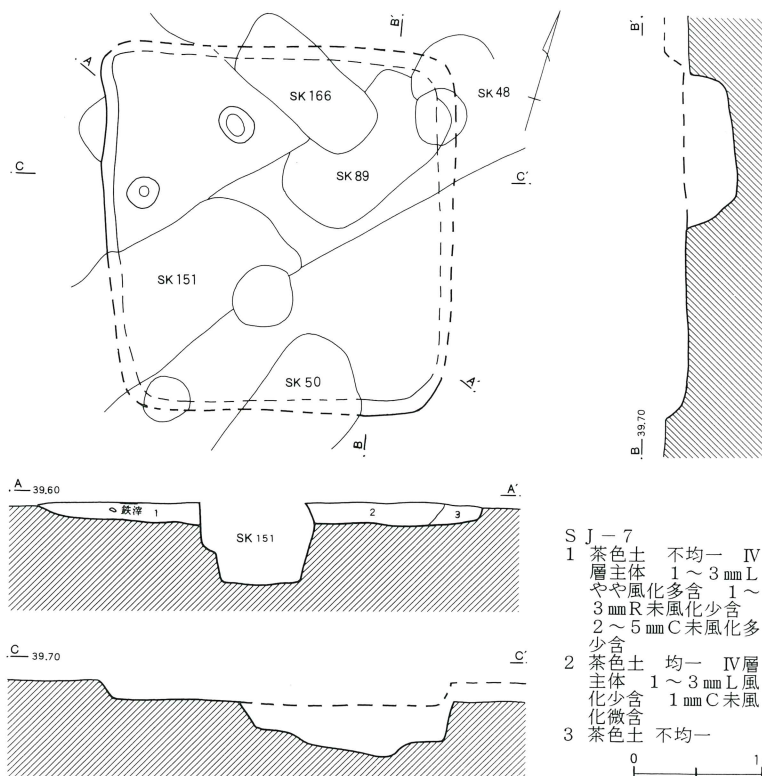 B'
A
SK 166
SK 48
SK 89
C
C'
SK 151
SK 50
A'
B
B'
B 39.70
A 39.60
A'
鉄滓 1
2
3
SK 151
C 39.70
C'
SJ-7
1 茶色土 不均一 Ⅳ
層主体 1~3㎜L
やや風化多含 1~
3㎜R未風化少含
2~5㎜C未風化多
少含
2 茶色土 均一 Ⅳ層
主体 1~3㎜L風
化少含 1㎜C未風
化微含
3 茶色土 不均一
0 1